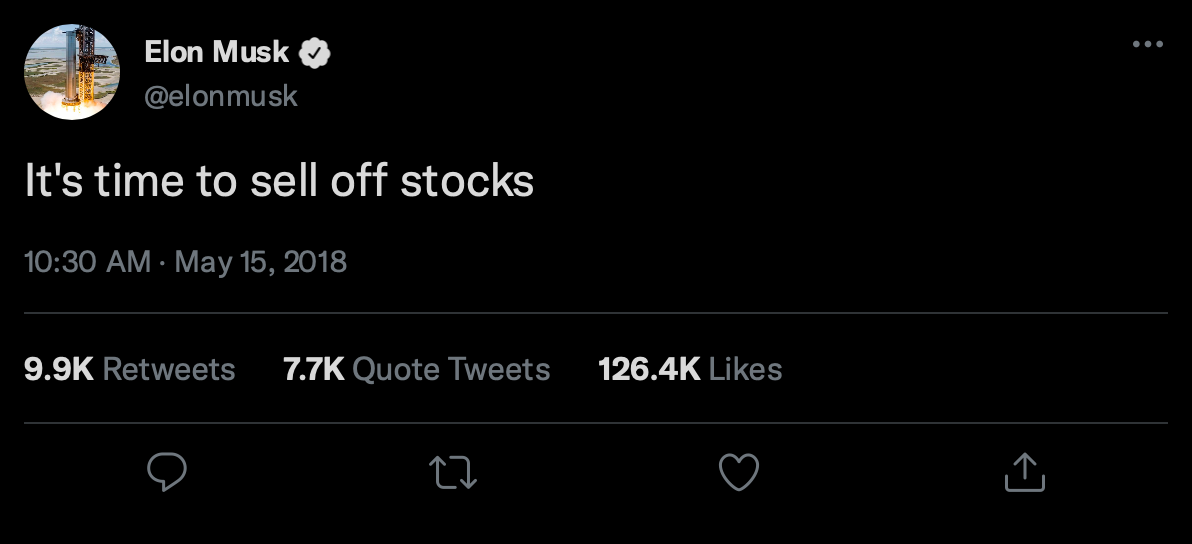 Elon Musk
@elonmusk
It's time to sell off stocks
10:30 AM · May 15, 2018
9.9K Retweets 7.7K Quote Tweets 126.4K Likes